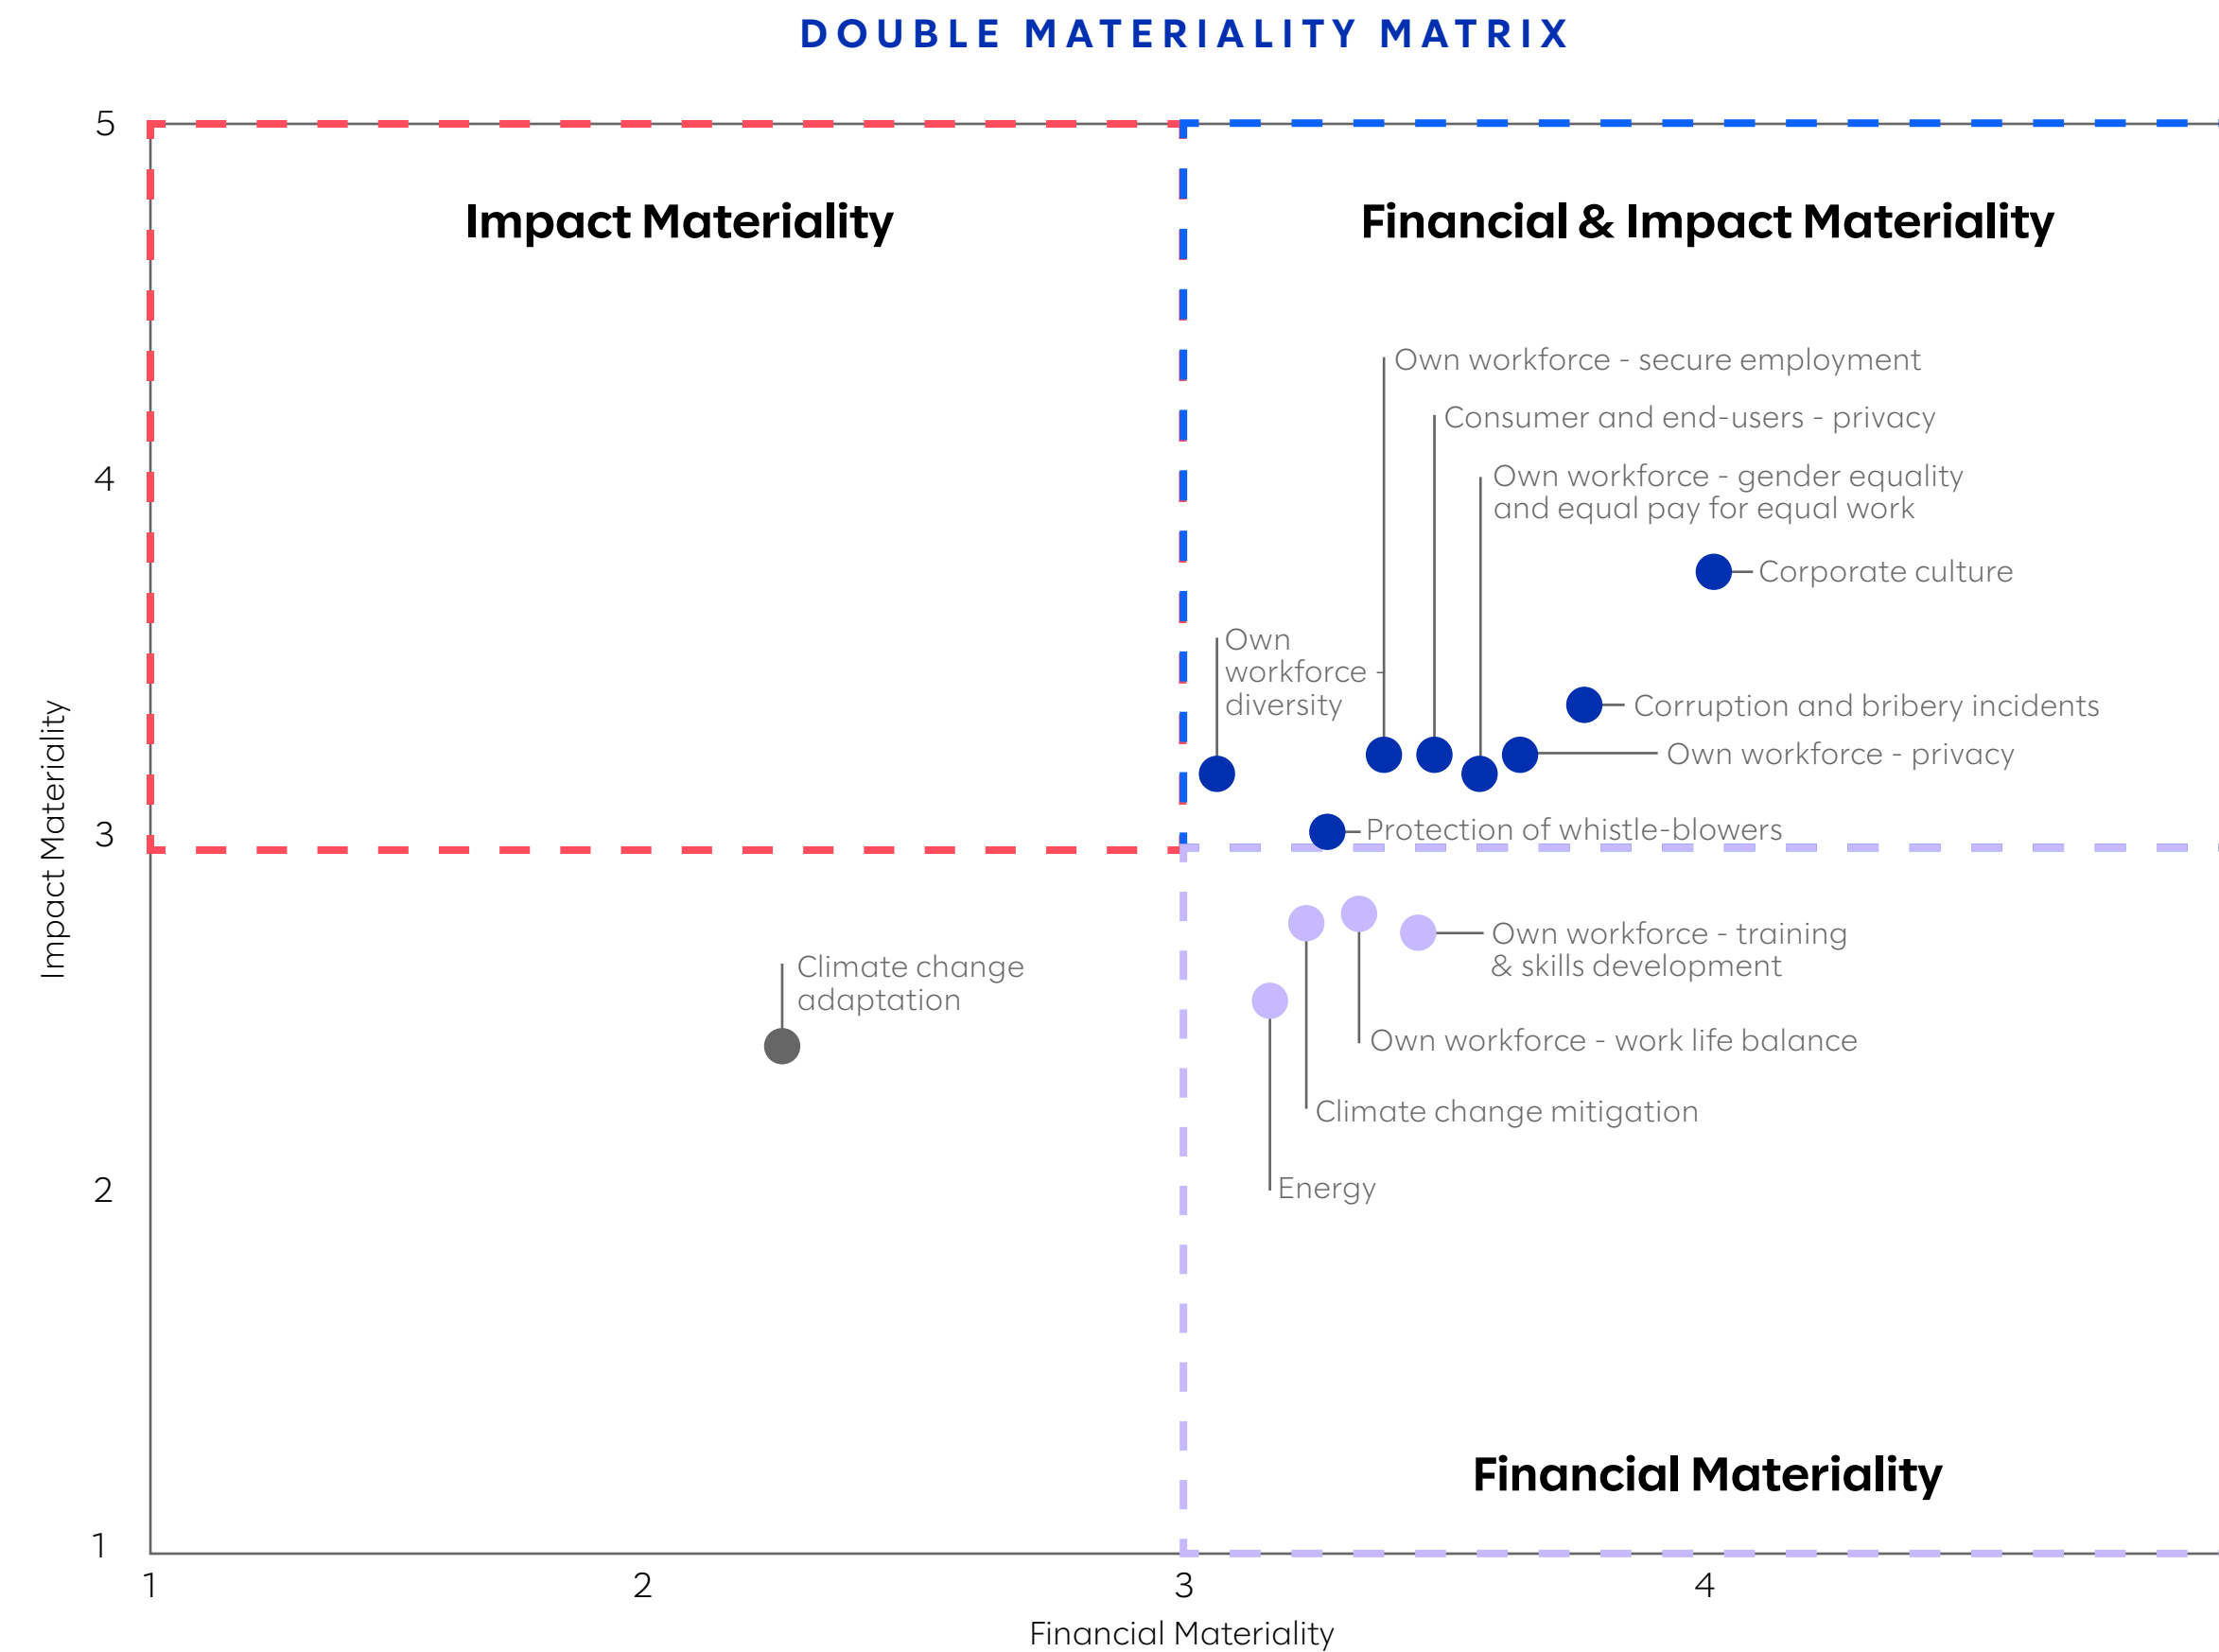 DOUBLE MATERIALITY MATRIX
5
Impact Materiality
Financial & Impact Materiality
Own workforce - secure employment
Consumer and end-users - privacy
4
Own workforce - gender equality
and equal pay for equal work
Corporate culture
Own
workforce -
diversity
Corruption and bribery incidents
Own workforce - privacy
3
Protection of whistle-blowers
Impact Materiality
Own workforce - training
& skills development
Climate change
adaptation
Own workforce - work life balance
Climate change mitigation
2
Energy
Financial Materiality
1
1
2
3
4
Financial Materiality